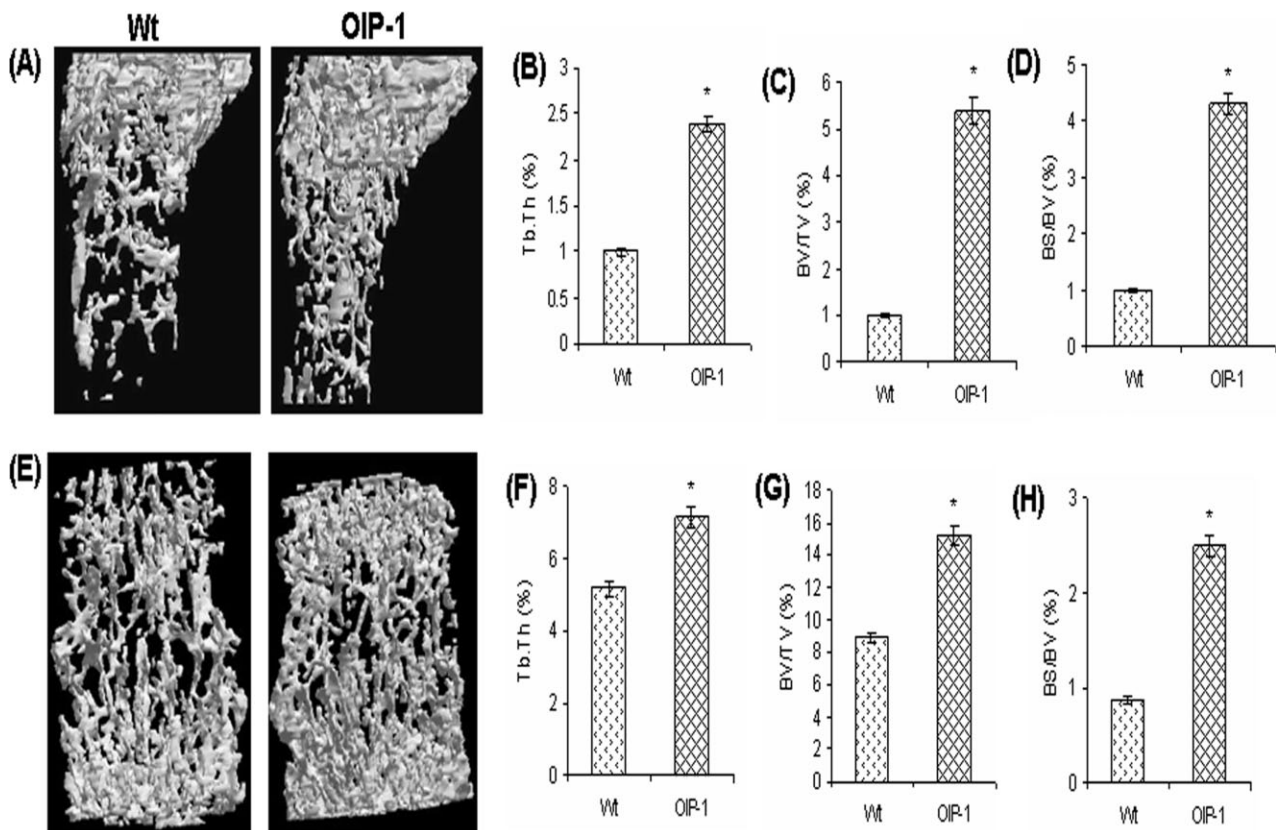 Wt OIP-1
(A)
(B)
Tb.Th (%)
3
2.5
2
1.5
1
0.5
0
*
Wt OIP-1
(C)
BV/TV (%)
6
5
6
3
2
1
0
*
Wt OIP-1
(D)
BS/BV (%)
5
4
3
2
1
0
*
Wt OIP-1
(E)
(F)
Tb.Th (%)
8
6
4
2
0
*
Wt OIP-1
(G)
BV/TV (%)
18
16
14
12
10
8
6
4
2
0
*
Wt OIP-1
(H)
BS/BV (%)
3
2
1
0
*
Wt OIP-1